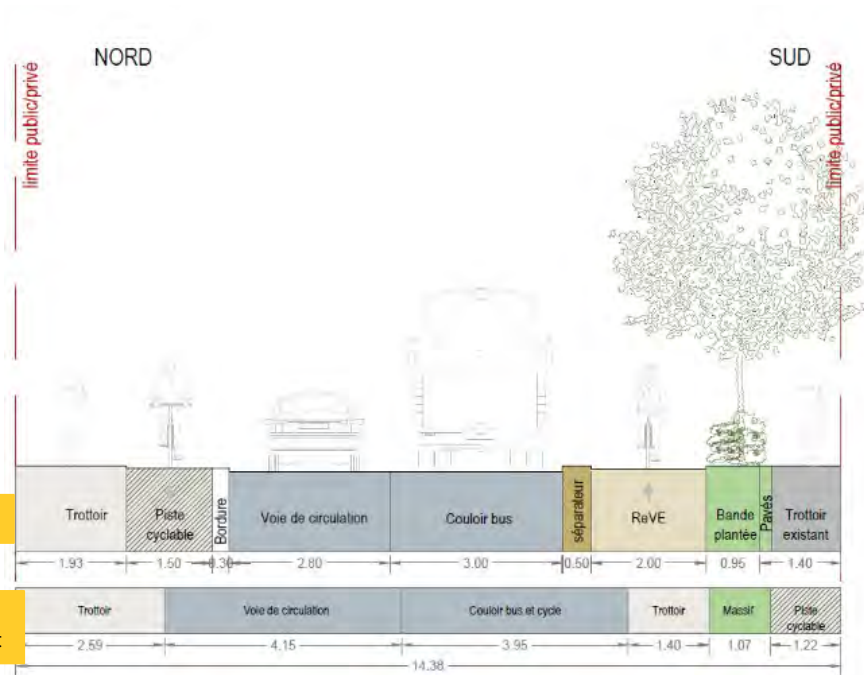 NORD
SUD
limite public/privé
limite public/privé
Trottoir
Piste
cyclable
Bordure
Voie de circulation
Couloir bus
séparateur
ReVE
Bande
plantée
Pavés
Trottoir
existant
1.93
1.50
0.30
2.80
3.00
0.50
2.00
0.95
1.40
Trottoir
Voie de circulation
Couloir bus et cycle
Trottoir
Massif
Piste
cyclable
2.59
4.15
3.95
1.40
1.07
1.22
14.38